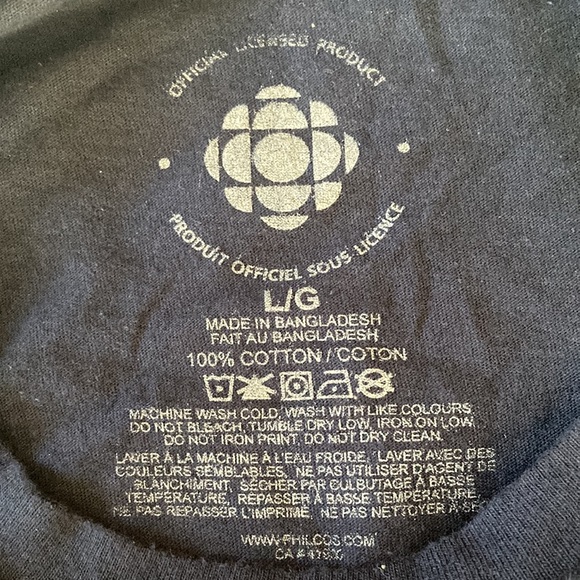 OFFICIAL LICENSED PRODUCT
PRODUIT OFFICIEL SOUS LICENCE
L/G
MADE IN BANGLADESH
FAIT AU BANGLADESH
100% COTTON / COTON
MACHINE WASH COLD, WASH WITH LIKE COLOURS
DO NOT BLEACH, TUMBLE DRY LOW, IRON ON LOW
DO NOT IRON PRINT, DO NOT DRY CLEAN.
LAVER À LA MACHINE À L'EAU FROIDE, LAVER AVEC DES
COULEURS SEMBLABLES, NE PAS UTILISER D'AGENT DE
BLANCHIMENT, SÉCHER PAR CULBUTAGE À BASSE
TEMPÉRATURE, REPASSER À BASSE TEMPÉRATURE,
NE PAS REPASSER L'IMPRIMÉ, NE PAS NETTOYER À SEC
WWW.PHILCOS.COM
CA #